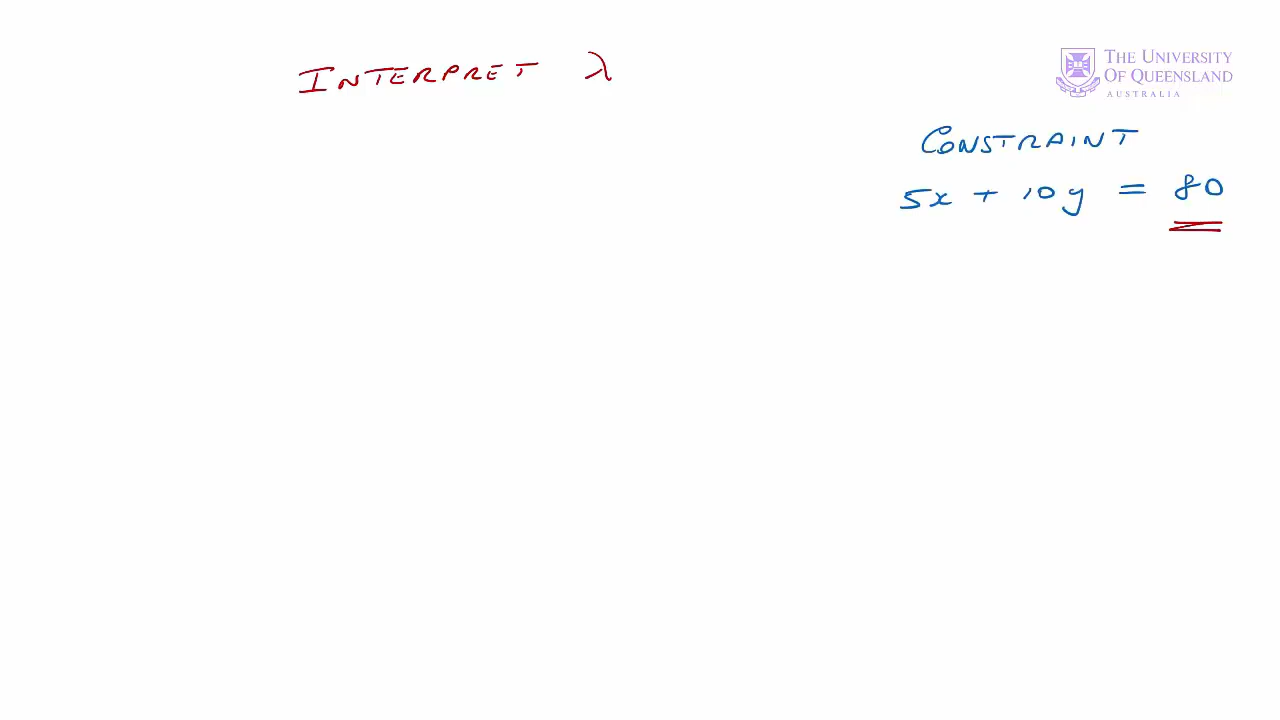 INTERPRET λ
THE UNIVERSITY
OF QUEENSLAND
AUSTRALIA
CONSTRAINT
5x + 10y = 80